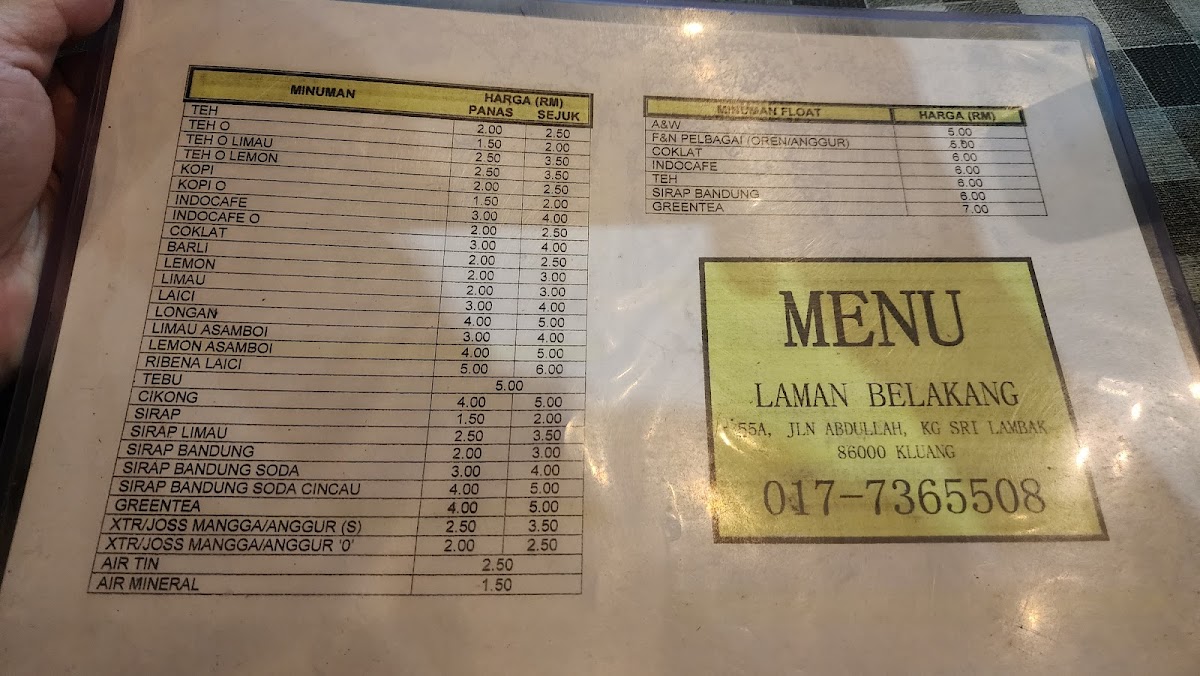 MINUMAN HARGA (RM)
PANAS SEJUK
TEH 2.00 2.50
TEH O 1.50 2.00
TEH O LIMAU 2.50 3.50
TEH O LEMON 2.50 3.50
KOPI 2.00 2.50
KOPI O 1.50 2.00
INDOCAFE 3.00 4.00
INDOCAFE O 2.00 2.50
COKLAT 3.00 4.00
BARLI 2.00 2.50
LEMON 2.00 3.00
LIMAU 2.00 3.00
LAICI 3.00 4.00
LONGAN 4.00 5.00
LIMAU ASAMBOI 3.00 4.00
LEMON ASAMBOI 4.00 5.00
RIBENA LAICI 5.00 6.00
TEBU 5.00
CIKONG 4.00 5.00
SIRAP 1.50 2.00
SIRAP LIMAU 2.50 3.50
SIRAP BANDUNG 2.00 3.00
SIRAP BANDUNG SODA 3.00 4.00
SIRAP BANDUNG SODA CINCAU 4.00 5.00
GREENTEA 4.00 5.00
XTR/JOSS MANGGA/ANGGUR (S) 2.50 3.50
XTR/JOSS MANGGA/ANGGUR '0' 2.00 2.50
AIR TIN 2.50
AIR MINERAL 1.50
MINUMAN FLOAT HARGA (RM)
A&W 5.00
F&N PELBAGAI (OREN/ANGGUR) 5.50
COKLAT 6.00
INDOCAFE 6.00
TEH 6.00
SIRAP BANDUNG 6.00
GREENTEA 7.00
MENU
LAMAN BELAKANG
55A, JLN ABDULLAH, KG SRI LAMBAK
86000 KLUANG
017-7365508